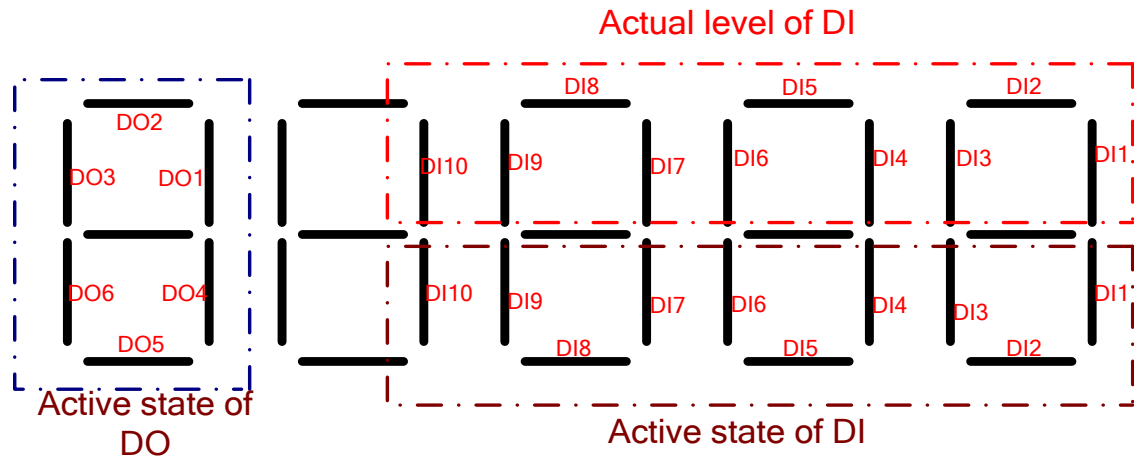 Actual level of DI
DI8 DI5 DI2
DO2
DO3 DO1 DI10 DI9 DI7 DI6 DI4 DI3 DI1
DO6 DO4 DI10 DI9 DI7 DI6 DI4 DI3 DI1
DO5 DI8 DI5 DI2
Active state of
DO
Active state of DI